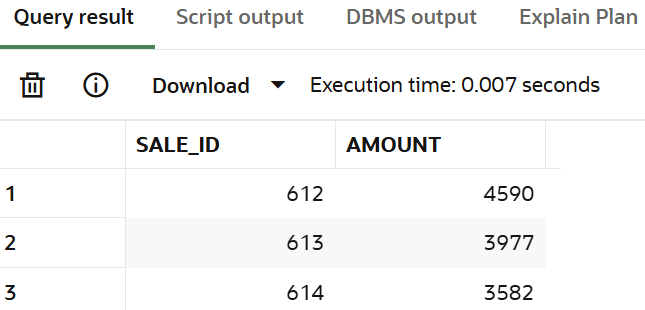 Query result Script output DBMS output Explain Plan
Download Execution time: 0.007 seconds
SALE_ID AMOUNT
1 612 4590
2 613 3977
3 614 3582